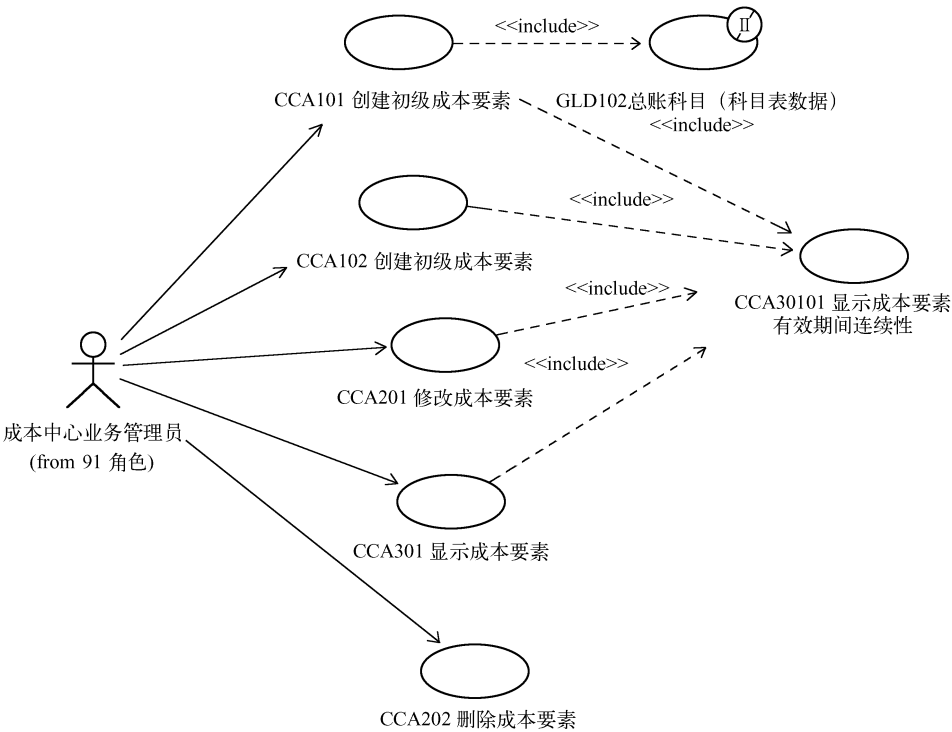 <<include>>
II
CCA101 创建初级成本要素
GLD102总账科目（科目表数据）
<<include>>
<<include>>
CCA102 创建初级成本要素
<<include>>
CCA30101 显示成本要素
有效期间连续性
<<include>>
CCA201 修改成本要素
成本中心业务管理员
(from 91 角色)
CCA301 显示成本要素
CCA202 删除成本要素